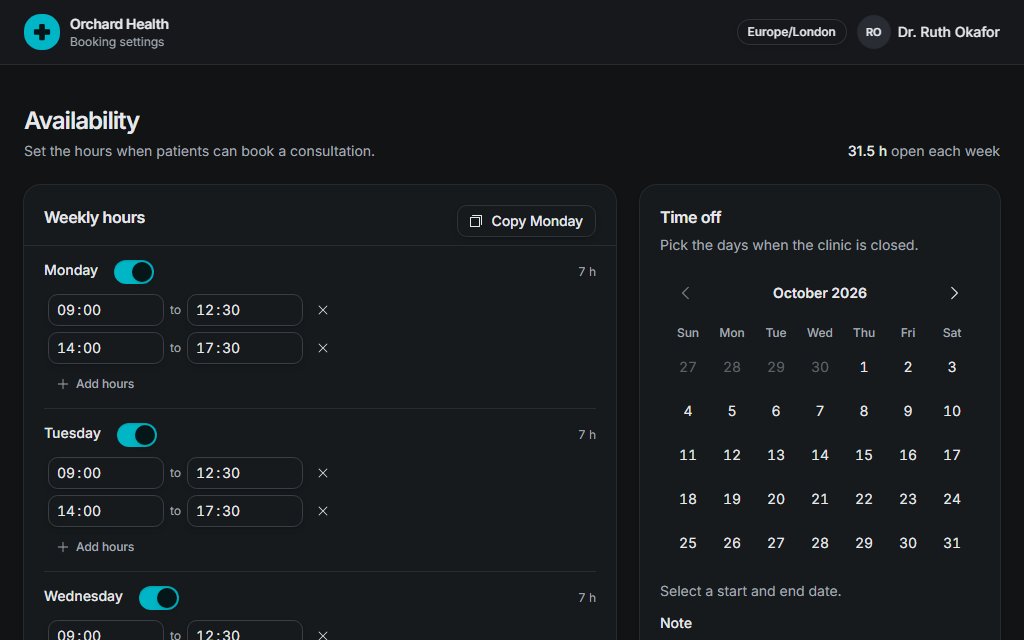 Orchard Health
Booking settings
Europe/London
RO
Dr. Ruth Okafor
Availability
Set the hours when patients can book a consultation.
31.5 h open each week
Weekly hours
Copy Monday
Monday
7 h
09:00 to 12:30
14:00 to 17:30
Add hours
Tuesday
7 h
09:00 to 12:30
14:00 to 17:30
Add hours
Wednesday
7 h
09:00 to 12:30
Time off
Pick the days when the clinic is closed.
October 2026
Sun Mon Tue Wed Thu Fri Sat
27 28 29 30 1 2 3
4 5 6 7 8 9 10
11 12 13 14 15 16 17
18 19 20 21 22 23 24
25 26 27 28 29 30 31
Select a start and end date.
Note